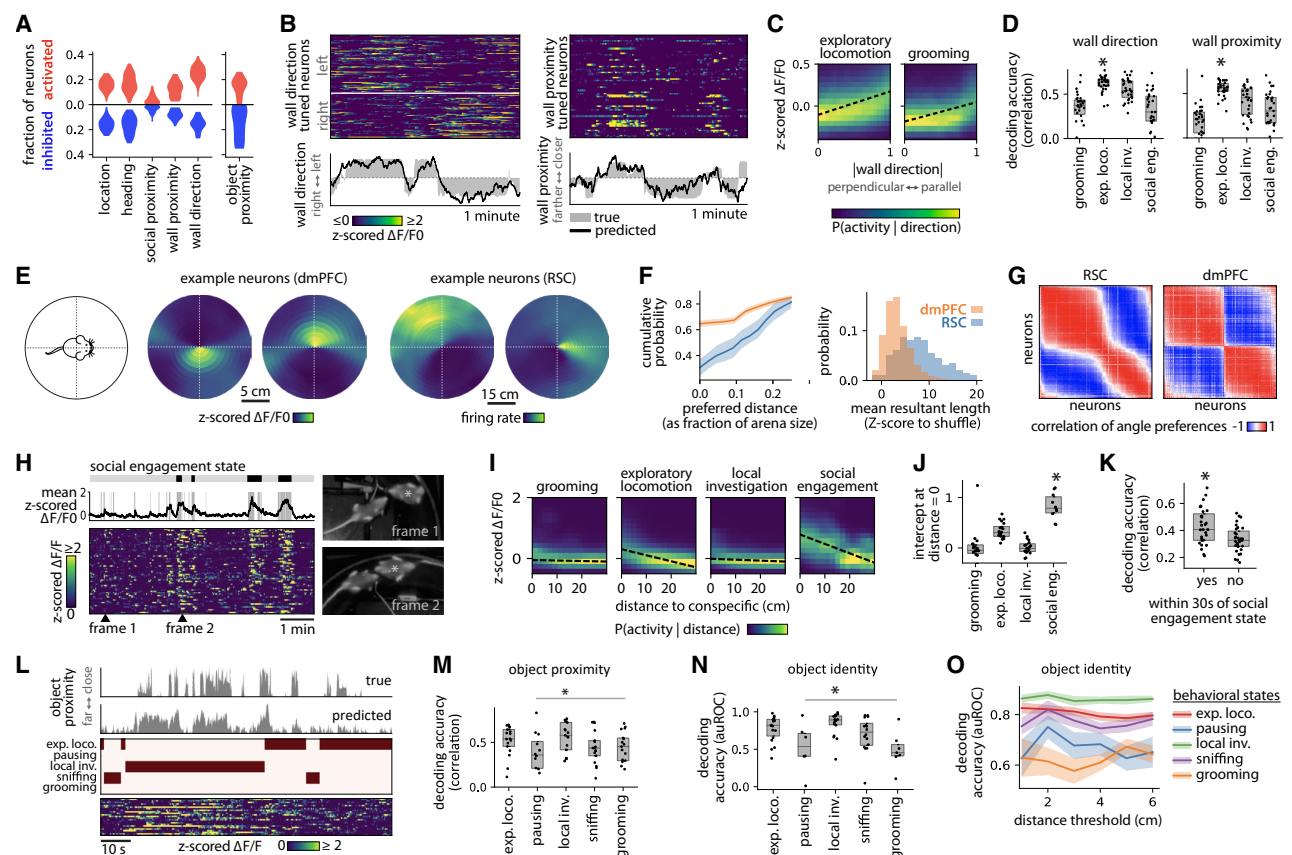 A
fraction of neurons
inhibited activated
0.4
0.2
0.0
0.2
0.4
location
heading
social proximity
wall proximity
wall direction
object
proximity
B
wall direction
tuned neurons
right left
wall proximity
tuned neurons
wall direction
right ↔ left
1 minute
≤0 ≥2
z-scored ΔF/F0
wall proximity
farther ↔ closer
1 minute
true
predicted
C
exploratory
locomotion
grooming
z-scored ΔF/F0
0.5
0.0
0 1 0 1
|wall direction|
perpendicular ↔ parallel
P(activity | direction)
D
wall direction
wall proximity
decoding accuracy
(correlation)
0.5
0.0
*
*
grooming
exp. loco.
local inv.
social eng.
grooming
exp. loco.
local inv.
social eng.
E
example neurons (dmPFC)
example neurons (RSC)
5 cm
15 cm
z-scored ΔF/F0
firing rate
F
cumulative
probability
0.8
0.6
0.4
0.0 0.1 0.2
preferred distance
(as fraction of arena size)
dmPFC
RSC
probability
0.1
0.0
0 10 20
mean resultant length
(Z-score to shuffle)
G
RSC
dmPFC
neurons
neurons
neurons
correlation of angle preferences -1 1
H
social engagement state
mean
z-scored
ΔF/F0
2
0
z-scored ΔF/F
0 ≥2
frame 1
frame 2
1 min
*
frame 1
*
frame 2
I
grooming
exploratory
locomotion
local
investigation
social
engagement
z-scored ΔF/F0
2
0
0 20 0 20 0 20 0 20
distance to conspecific (cm)
P(activity | distance)
J
intercept at
distance = 0
1
0
*
grooming
exp. loco.
local inv.
social eng.
K
decoding accuracy
(correlation)
0.6
0.4
0.2
*
yes no
within 30s of social
engagement state
L
object
proximity
far ↔ close
true
predicted
exp. loco.
pausing
local inv.
sniffing
grooming
10 s
z-scored ΔF/F 0 ≥ 2
M
object proximity
decoding accuracy
(correlation)
0.5
0.0
*
exp. loco.
pausing
local inv.
sniffing
grooming
N
object identity
decoding
accuracy (auROC)
1.0
0.5
0.0
*
exp. loco.
pausing
local inv.
sniffing
grooming
O
object identity
decoding
accuracy (auROC)
0.8
0.6
2 4 6
distance threshold (cm)
behavioral states
exp. loco.
pausing
local inv.
sniffing
grooming